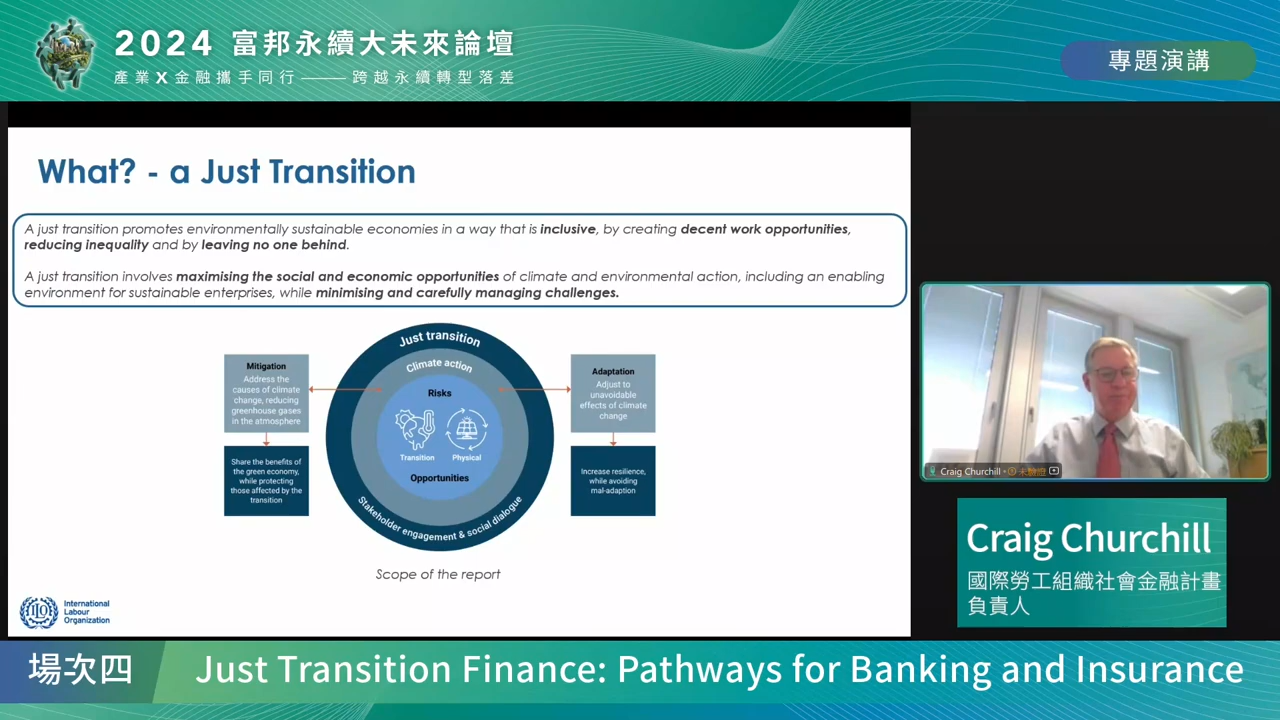 2024 富邦永續大未來論壇
產業X金融攜手同行——跨越永續轉型落差
專題演講
What? - a Just Transition
A just transition promotes environmentally sustainable economies in a way that is inclusive, by creating decent work opportunities,
reducing inequality and by leaving no one behind.
A just transition involves maximising the social and economic opportunities of climate and environmental action, including an enabling
environment for sustainable enterprises, while minimising and carefully managing challenges.
Just transition
Climate action
Risks
Transition
Physical
Opportunities
Stakeholder engagement & social dialogue
Mitigation
Address the
causes of climate
change, reducing
greenhouse gases
in the atmosphere
Share the benefits of
the green economy,
while protecting
those affected by the
transition
Adaptation
Adjust to
unavoidable
effects of climate
change
Increase resilience,
while avoiding
mal-adaption
Scope of the report
International
Labour
Organization
Craig Churchill - 未驗證
Craig Churchill
國際勞工組織社會金融計畫
負責人
場次四
Just Transition Finance: Pathways for Banking and Insurance